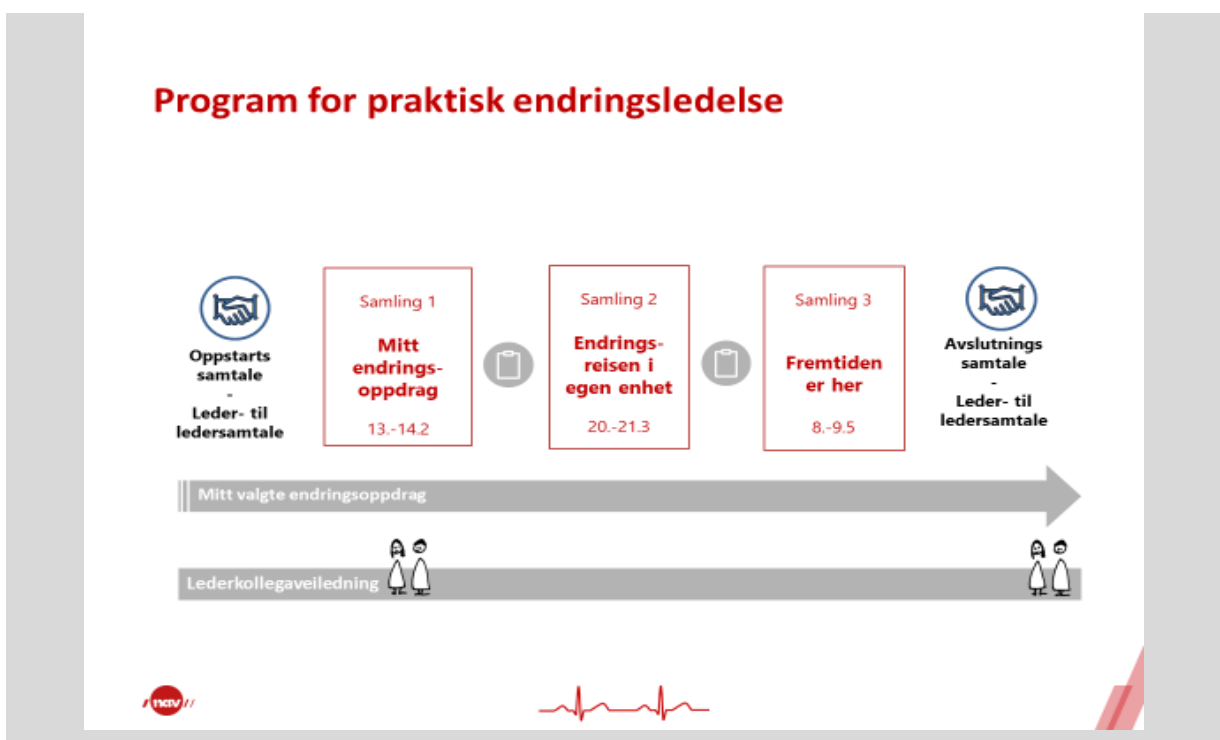 Program for praktisk endringsledelse
Oppstarts
samtale
-
Leder- til
ledersamtale
Samling 1
Mitt
endrings-
oppdrag
13.-14.2
Samling 2
Endrings-
reisen i
egen enhet
20.-21.3
Samling 3
Fremtiden
er her
8.-9.5
Avslutnings
samtale
-
Leder- til
ledersamtale
Mitt valgte endringsoppdrag
Lederkollegaveiledning
nav